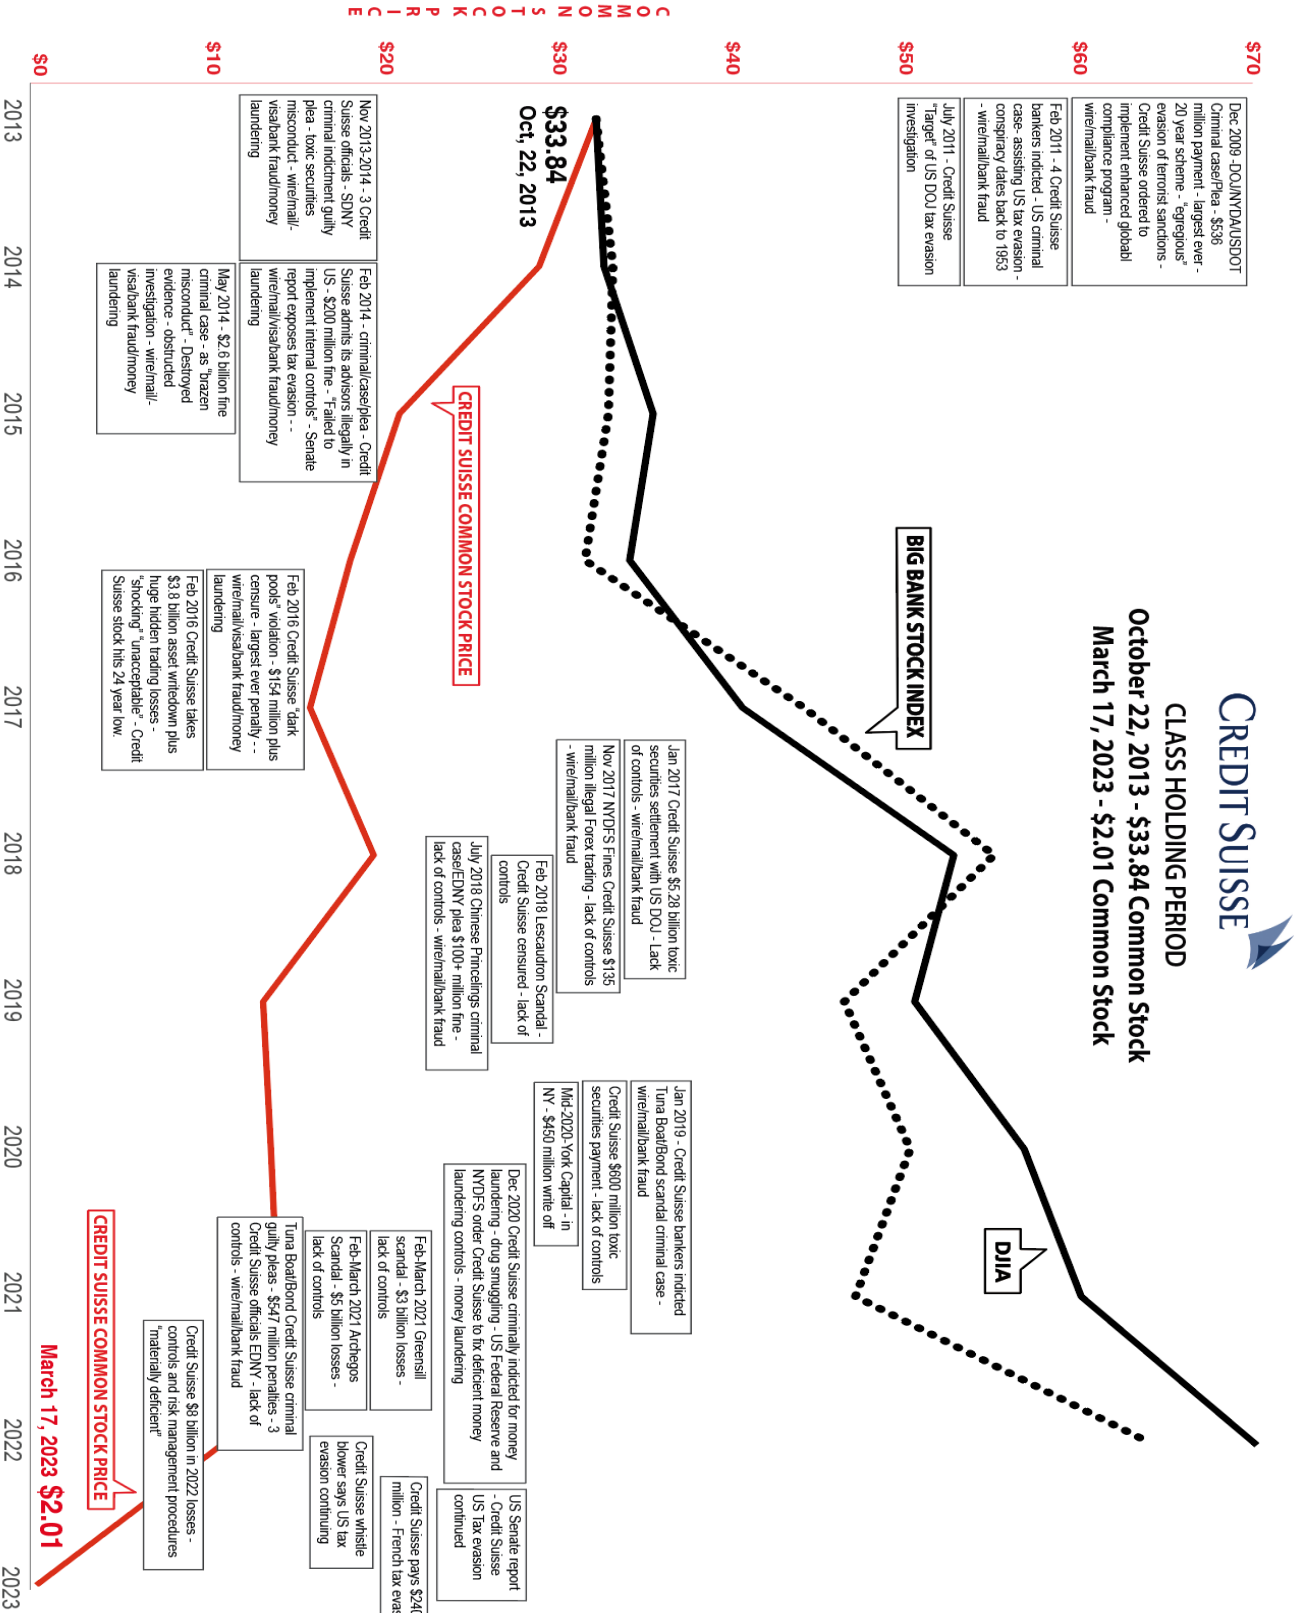 CREDIT SUISSE
CLASS HOLDING PERIOD
October 22, 2013 - $33.84 Common Stock
March 17, 2023 - $2.01 Common Stock
COMMON STOCK PRICE
$70
$60
$50
$40
$30
$20
$10
$0
Dec 2009 -DOJ/NYDA/USDOT
Criminal case/Plea - $536
million payment - largest ever -
20 year scheme - "egregious"
evasion of terrorist sanctions -
Credit Suisse ordered to
implement enhanced globabl
compliance program -
wire/mail/bank fraud
Feb 2011 - 4 Credit Suisse
bankers indicted - US criminal
case- assisting US tax evasion -
conspiracy dates back to 1953
- wire/mail/bank fraud
July 2011 - Credit Suisse
"Target" of US DOJ tax evasion
investigation
BIG BANK STOCK INDEX
DJIA
$33.84
Oct, 22, 2013
CREDIT SUISSE COMMON STOCK PRICE
Jan 2017 Credit Suisse $5.28 billion toxic
securities settlement with US DOJ - Lack
of controls - wire/mail/bank fraud
Nov 2017 NYDFS Fines Credit Suisse $135
million illegal Forex trading - lack of controls
- wire/mail/bank fraud
Feb 2018 Lescaudron Scandal -
Credit Suisse censured - lack of
controls
July 2018 Chinese Princelings criminal
case/EDNY plea $100+ million fine -
lack of controls - wire/mail/bank fraud
Jan 2019 - Credit Suisse bankers indicted
Tuna Boat/Bond scandal criminal case -
wire/mail/bank fraud
Credit Suisse $600 million toxic
securities payment - lack of controls
Mid-2020-York Capital - in
NY - $450 million write off
Dec 2020 Credit Suisse criminally indicted for money
laundering - drug smuggling - US Federal Reserve and
NYDFS order Credit Suisse to fix deficient money
laundering controls - money laundering
US Senate report
- Credit Suisse
US Tax evasion
continued
Feb-March 2021 Greensill
scandal - $3 billion losses -
lack of controls
Credit Suisse pays $24
million - French tax evas
Feb-March 2021 Archegos
Scandal - $5 billion losses -
lack of controls
Credit Suisse whistle
blower says US tax
evasion continuing
Nov 2013-2014 - 3 Credit
Suisse officials - SDNY
criminal indictment guilty
plea - toxic securities
misconduct - wire/mail/-
visa/bank fraud/money
laundering
Feb 2014 - criminal/case/plea - Credit
Suisse admits its advisors illegally in
US - $200 million fine - "Failed to
implement internal controls" - Senate
report exposes tax evasion - -
wire/mail/visa/bank fraud/money
laundering
May 2014 - $2.6 billion fine
criminal case - as "brazen
misconduct" - Destroyed
evidence - obstructed
investigation - wire/mail/-
visa/bank fraud/money
laundering
Feb 2016 Credit Suisse "dark
pools" violation - $154 million plus
censure - largest ever penalty - -
wire/mail/visa/bank fraud/money
laundering
Feb 2016 Credit Suisse takes
$3.8 billion asset writedown plus
huge hidden trading losses -
"shocking" "unacceptable" - Credit
Suisse stock hits 24 year low.
Tuna Boat/Bond Credit Suisse criminal
guilty pleas - $547 million penalties - 3
Credit Suisse officials EDNY - lack of
controls - wire/mail/bank fraud
Credit Suisse $8 billion in 2022 losses -
controls and risk management procedures
"materially deficient"
CREDIT SUISSE COMMON STOCK PRICE
March 17, 2023 $2.01
2013
2014
2015
2016
2017
2018
2019
2020
2021
2022
2023